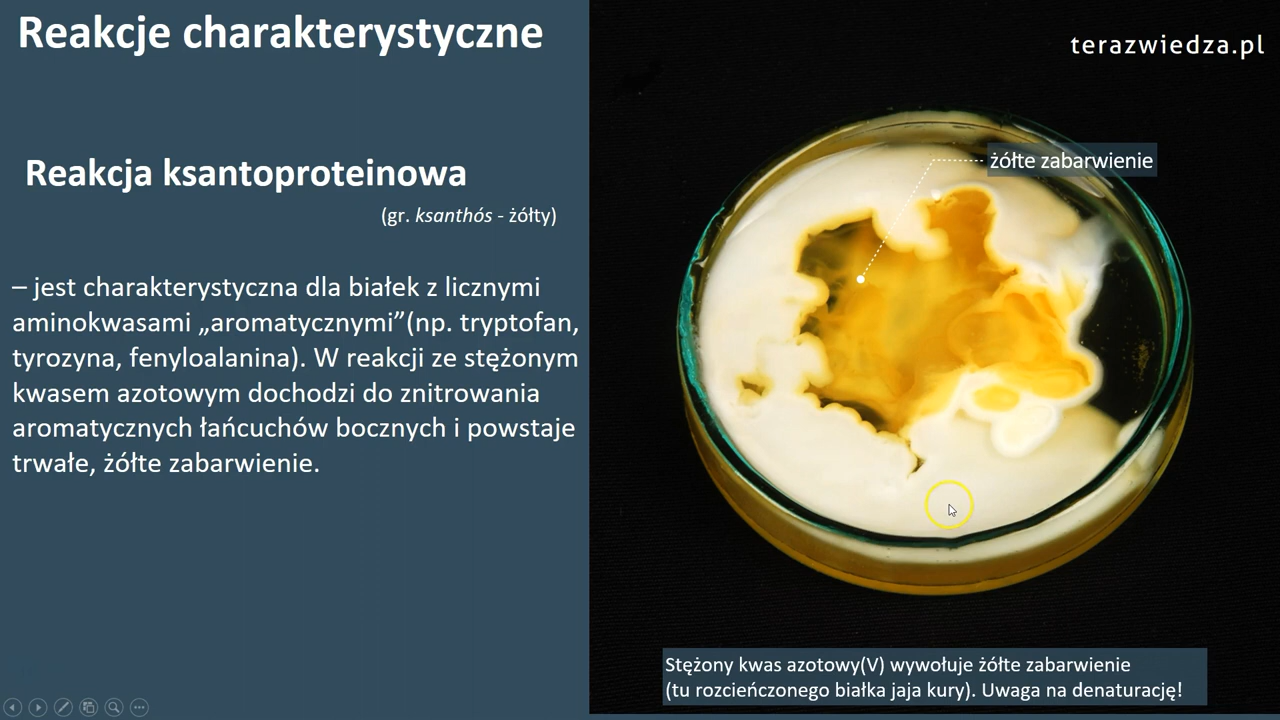 Reakcje charakterystyczne
terazwiedza.pl
Reakcja ksantoproteinowa
(gr. ksanthós - żółty)
żółte zabarwienie
– jest charakterystyczna dla białek z licznymi
aminokwasami „aromatycznymi”(np. tryptofan,
tyrozyna, fenyloalanina). W reakcji ze stężonym
kwasem azotowym dochodzi do znitrowania
aromatycznych łańcuchów bocznych i powstaje
trwałe, żółte zabarwienie.
Stężony kwas azotowy(V) wywołuje żółte zabarwienie
(tu rozcieńczonego białka jaja kury). Uwaga na denaturację!